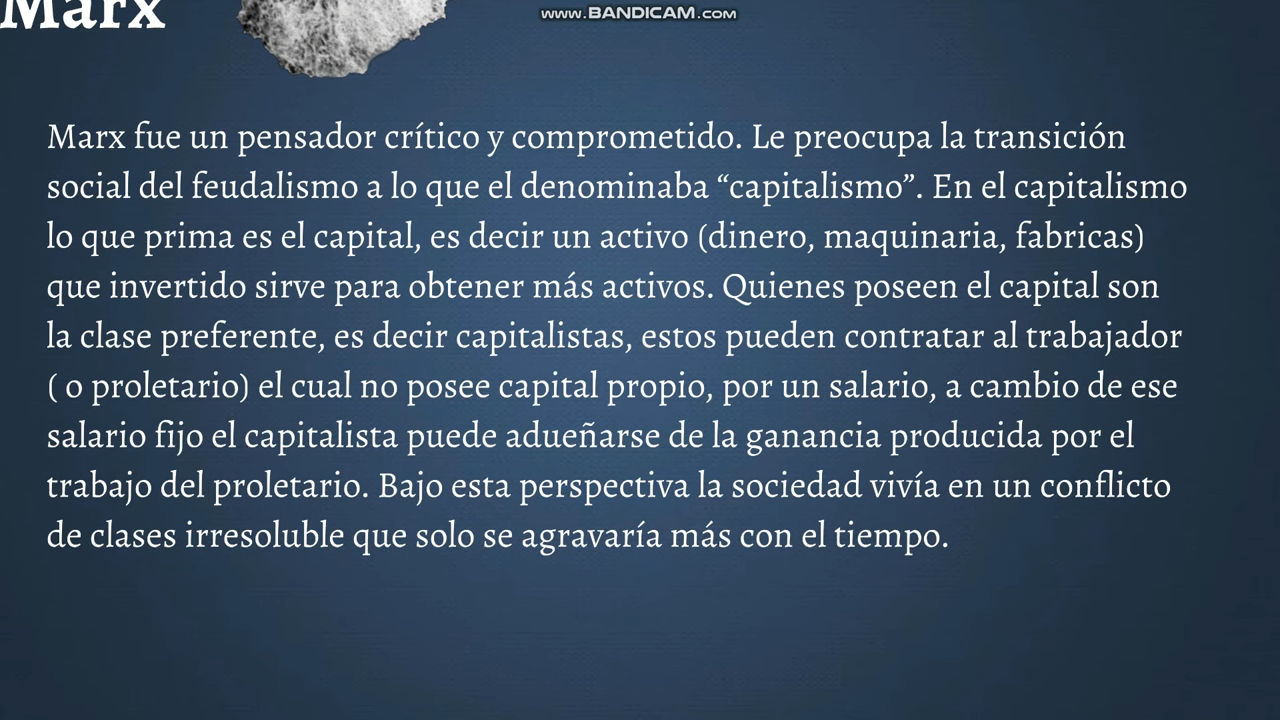 Marx
www.BANDICAM.com
Marx fue un pensador crítico y comprometido. Le preocupa la transición
social del feudalismo a lo que el denominaba “capitalismo”. En el capitalismo
lo que prima es el capital, es decir un activo (dinero, maquinaria, fabricas)
que invertido sirve para obtener más activos. Quienes poseen el capital son
la clase preferente, es decir capitalistas, estos pueden contratar al trabajador
( o proletario) el cual no posee capital propio, por un salario, a cambio de ese
salario fijo el capitalista puede adueñarse de la ganancia producida por el
trabajo del proletario. Bajo esta perspectiva la sociedad vivía en un conflicto
de clases irresoluble que solo se agravaría más con el tiempo.